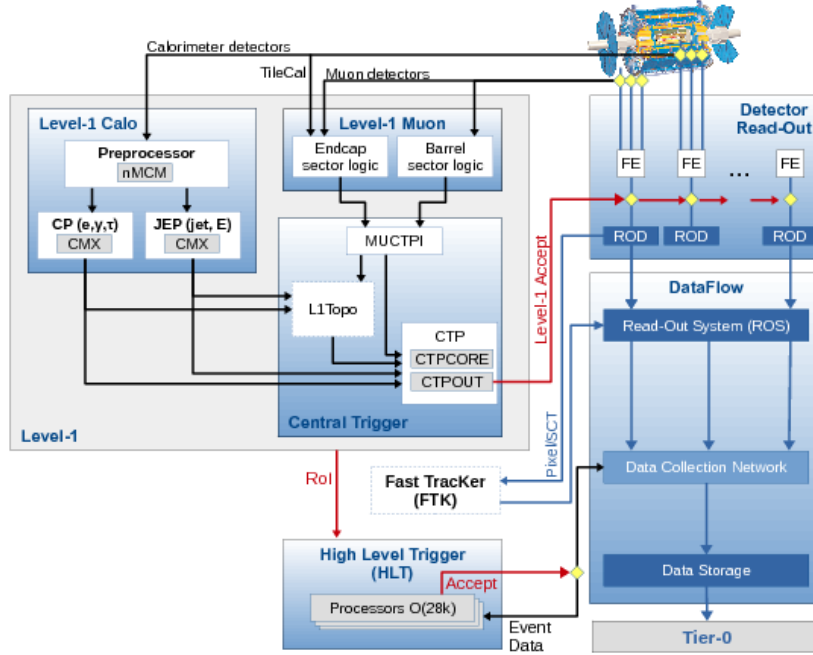 Calorimeter detectors
TileCal
Muon detectors
Detector
Read-Out
Level-1 Calo
Preprocessor
nMCM
CP (e,γ,τ)
CMX
JEP (jet, E)
CMX
Level-1 Muon
Endcap
sector logic
Barrel
sector logic
FE
FE
...
FE
ROD
ROD
ROD
MUCTPI
L1Topo
CTP
CTPCORE
CTPOUT
Central Trigger
Level-1
Level-1 Accept
DataFlow
Read-Out System (ROS)
Pixel/SCT
Data Collection Network
RoI
Fast TracKer
(FTK)
High Level Trigger
(HLT)
Accept
Processors O(28k)
Event
Data
Data Storage
Tier-0